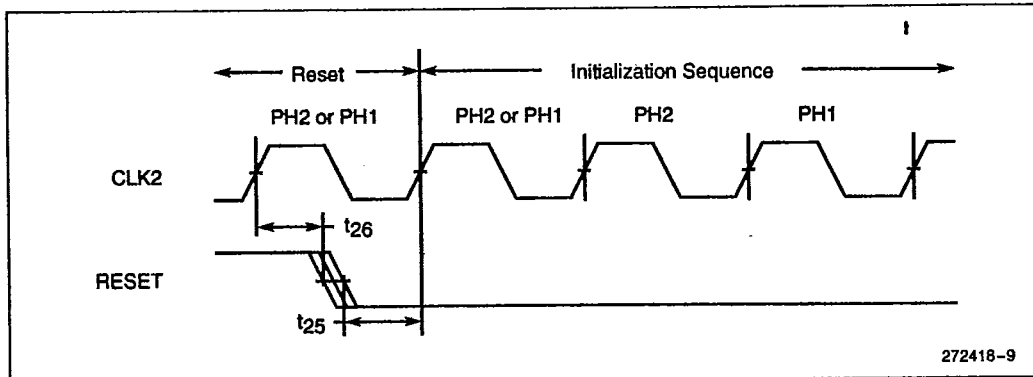 Reset
Initialization Sequence
PH2 or PH1
PH2 or PH1
PH2
PH1
CLK2
t26
RESET
t25
272418-9